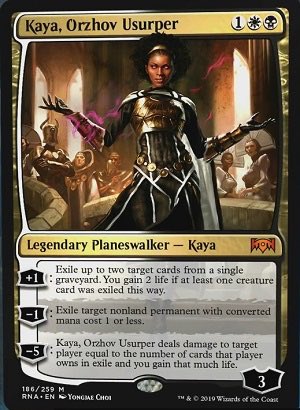 Kaya, Orzhov Usurper 1
Legendary Planeswalker — Kaya
+1: Exile up to two target cards from a single
graveyard. You gain 2 life if at least one creature
card was exiled this way.
-1: Exile target nonland permanent with converted
mana cost 1 or less.
-5: Kaya, Orzhov Usurper deals damage to target
player equal to the number of cards that player
owns in exile and you gain that much life.
3
186/259 M
RNA • EN YONGJAE CHOI
™ & © 2019 Wizards of the Coast